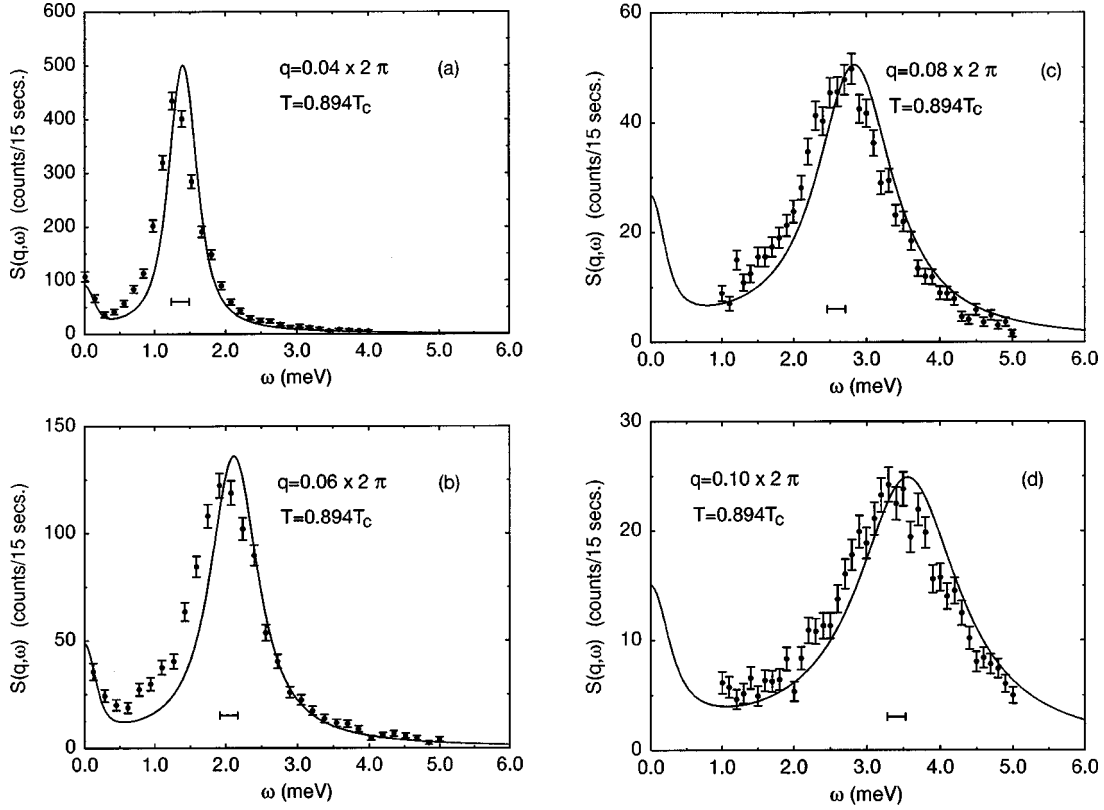 S(q,ω) (counts/15 secs.)
600
500
400
300
200
100
0
q=0.04 x 2 π
(a)
T=0.894TC
0.0
1.0
2.0
3.0
4.0
5.0
6.0
ω (meV)
S(q,ω) (counts/15 secs.)
60
40
20
0
q=0.08 x 2 π
(c)
T=0.894TC
0.0
1.0
2.0
3.0
4.0
5.0
6.0
ω (meV)
S(q,ω) (counts/15 secs.)
150
100
50
0
q=0.06 x 2 π
(b)
T=0.894TC
0.0
1.0
2.0
3.0
4.0
5.0
6.0
ω (meV)
S(q,ω) (counts/15 secs.)
30
20
10
0
q=0.10 x 2 π
(d)
T=0.894TC
0.0
1.0
2.0
3.0
4.0
5.0
6.0
ω (meV)